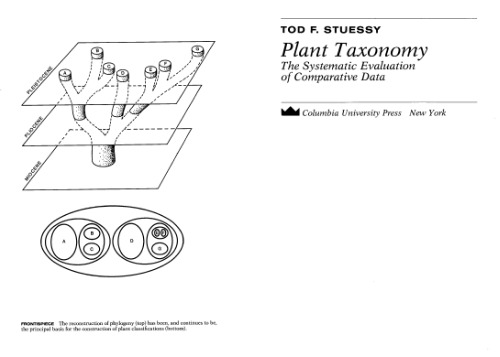 PLEISTOCENE
PLIOCENE
MIOCENE
A
B
C
D
E
F
G
A
B
C
D
G
FRONTISPIECE The reconstruction of phylogeny (top) has been, and continues to be,
the principal basis for the construction of plant classifications (bottom).
TOD F. STUESSY
Plant Taxonomy
The Systematic Evaluation
of Comparative Data
Columbia University Press New York